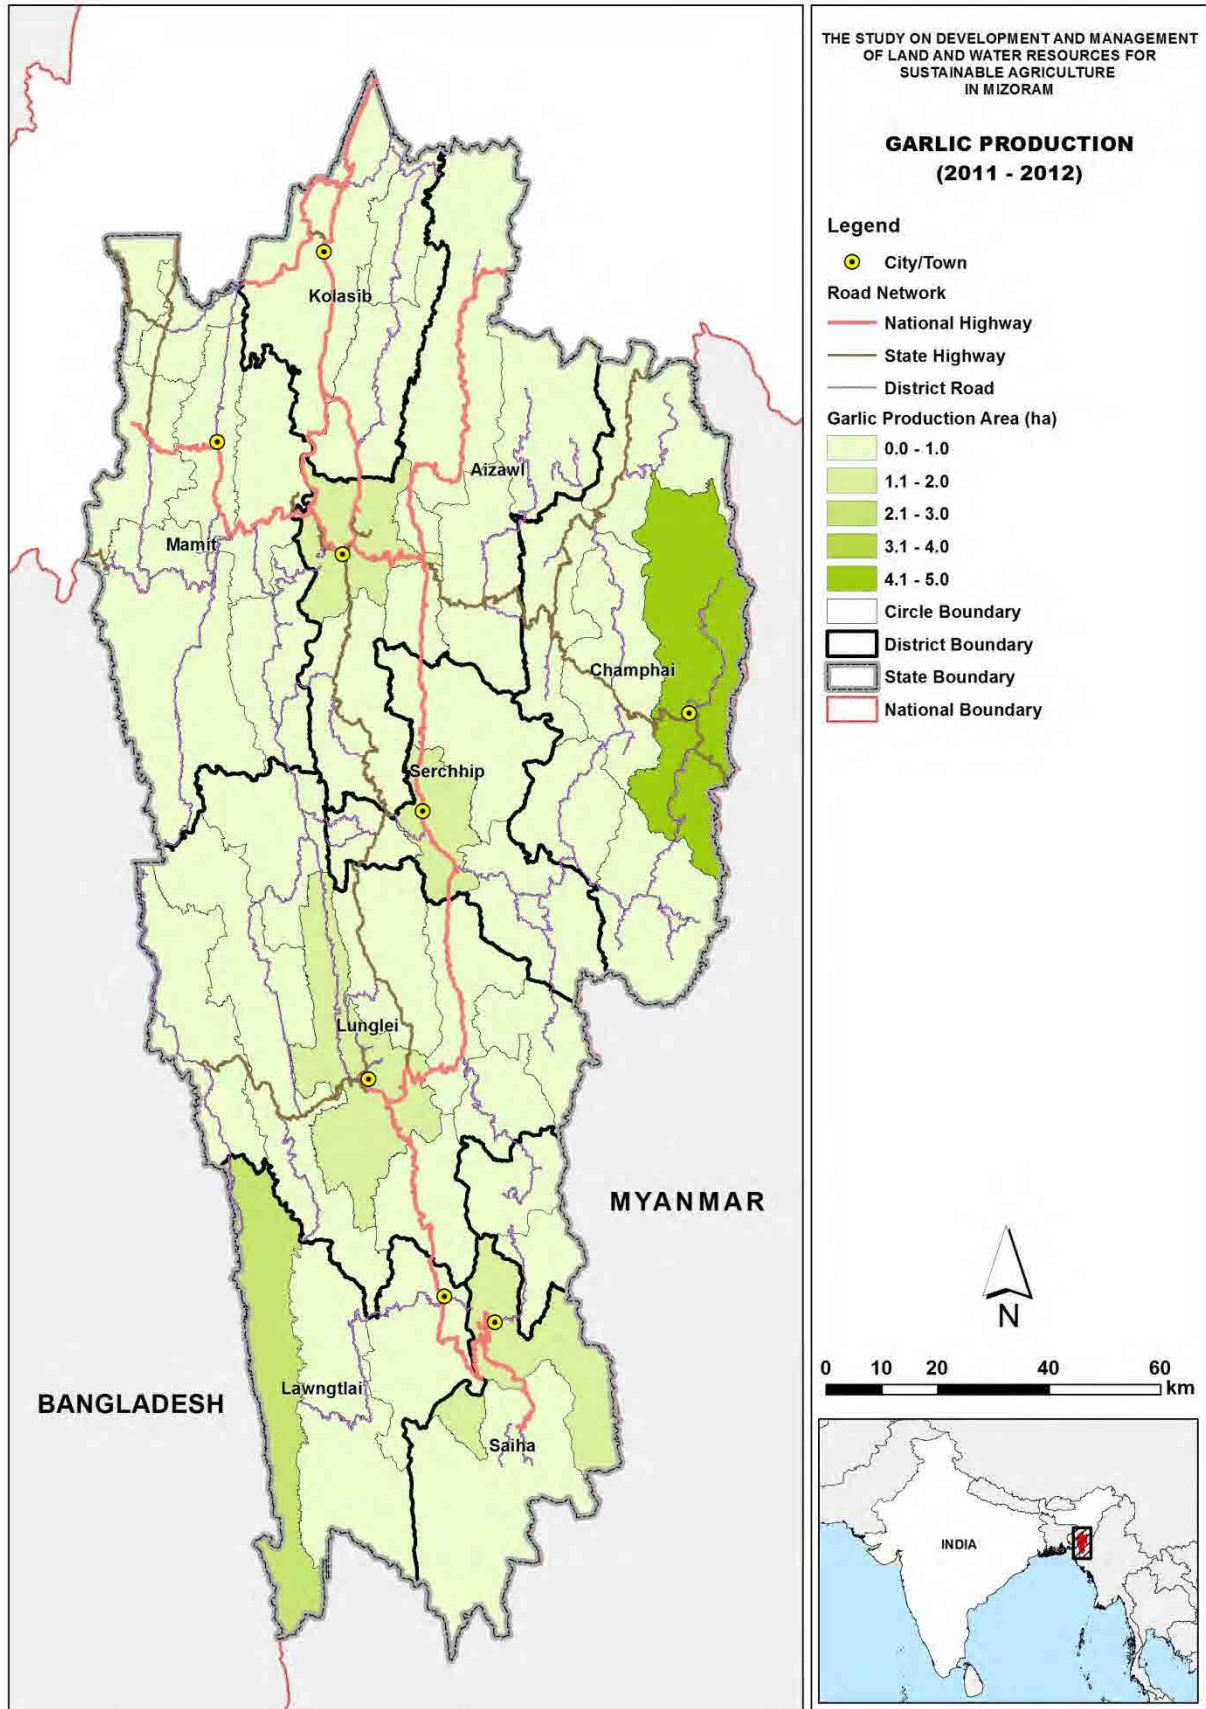 THE STUDY ON DEVELOPMENT AND MANAGEMENT
OF LAND AND WATER RESOURCES FOR
SUSTAINABLE AGRICULTURE
IN MIZORAM
GARLIC PRODUCTION
(2011 - 2012)
Legend
City/Town
Road Network
National Highway
State Highway
District Road
Garlic Production Area (ha)
0.0 - 1.0
1.1 - 2.0
2.1 - 3.0
3.1 - 4.0
4.1 - 5.0
Circle Boundary
District Boundary
State Boundary
National Boundary
Kolasib
Aizawl
Mamit
Champhai
Serchhip
Lunglei
MYANMAR
Lawngtlai
BANGLADESH
Saiha
N
0 10 20 40 60
km
INDIA